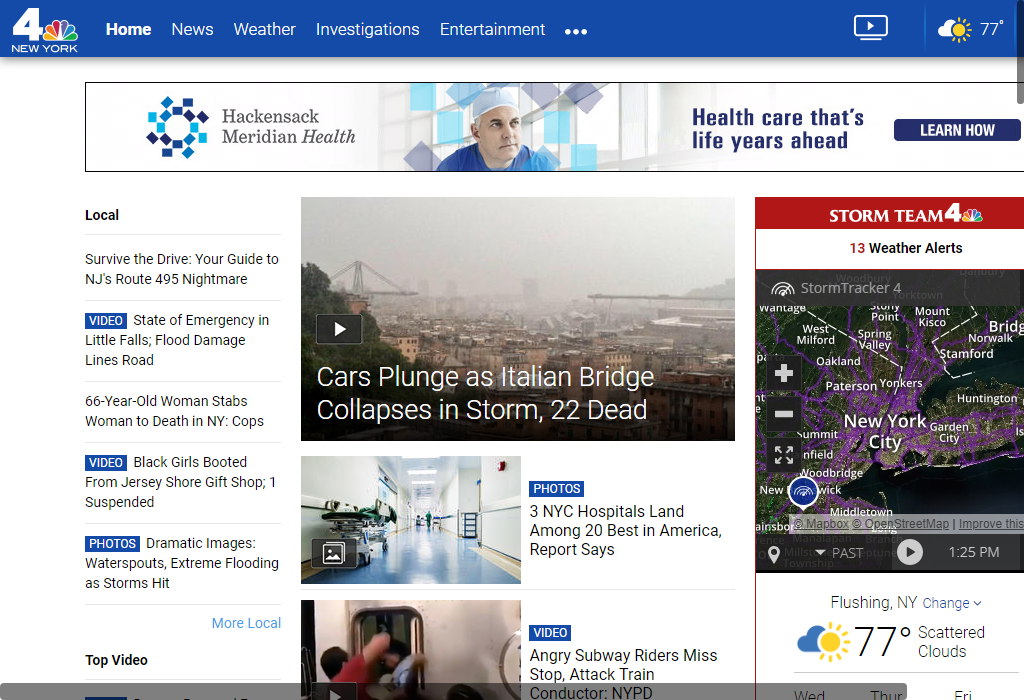 4
NEW YORK
Home News Weather Investigations Entertainment
77°
Hackensack
Meridian Health
Health care that's
life years ahead
LEARN HOW
Local
Survive the Drive: Your Guide to
NJ's Route 495 Nightmare
VIDEO State of Emergency in
Little Falls; Flood Damage
Lines Road
66-Year-Old Woman Stabs
Woman to Death in NY: Cops
VIDEO Black Girls Booted
From Jersey Shore Gift Shop; 1
Suspended
PHOTOS Dramatic Images:
Waterspouts, Extreme Flooding
as Storms Hit
More Local
Top Video
Cars Plunge as Italian Bridge
Collapses in Storm, 22 Dead
PHOTOS
3 NYC Hospitals Land
Among 20 Best in America,
Report Says
VIDEO
Angry Subway Riders Miss
Stop, Attack Train
Conductor: NYPD
STORM TEAM 4
13 Weather Alerts
Woodbury
Danbury
StormTracker 4
Yorktown
Wantage
Stony
Point
Mount
Kisco
West
Milford
Spring
Valley
Bridg
Norwalk
Stamford
Oakland
Paterson
Yonkers
Huntington
New York
City
Garden
City
Is
Summit
nfield
Woodbridge
New
wick
Middletown
ainsbo
© Mapbox © OpenStreetMap | Improve this
Manalapan
Branch
Millst
Township
ptune
PAST
1:25 PM
Flushing, NY Change
77° Scattered
Clouds
Wed Thur Fri